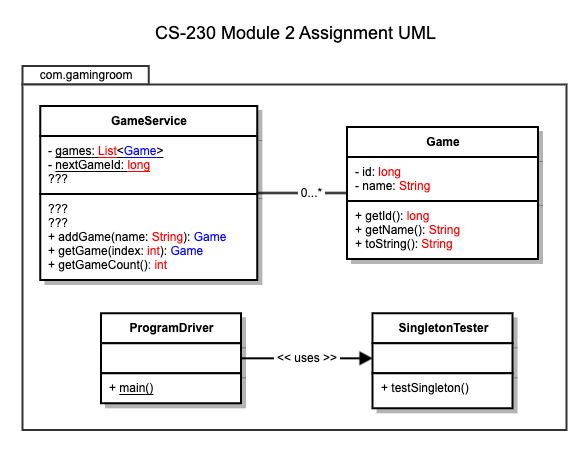 CS-230 Module 2 Assignment UML
com.gamingroom
GameService
- games: List<Game>
- nextGameId: long
???
???
???
+ addGame(name: String): Game
+ getGame(index: int): Game
+ getGameCount(): int
0...*
Game
- id: long
- name: String
+ getId(): long
+ getName(): String
+ toString(): String
ProgramDriver
+ main()
<< uses >>
SingletonTester
+ testSingleton()